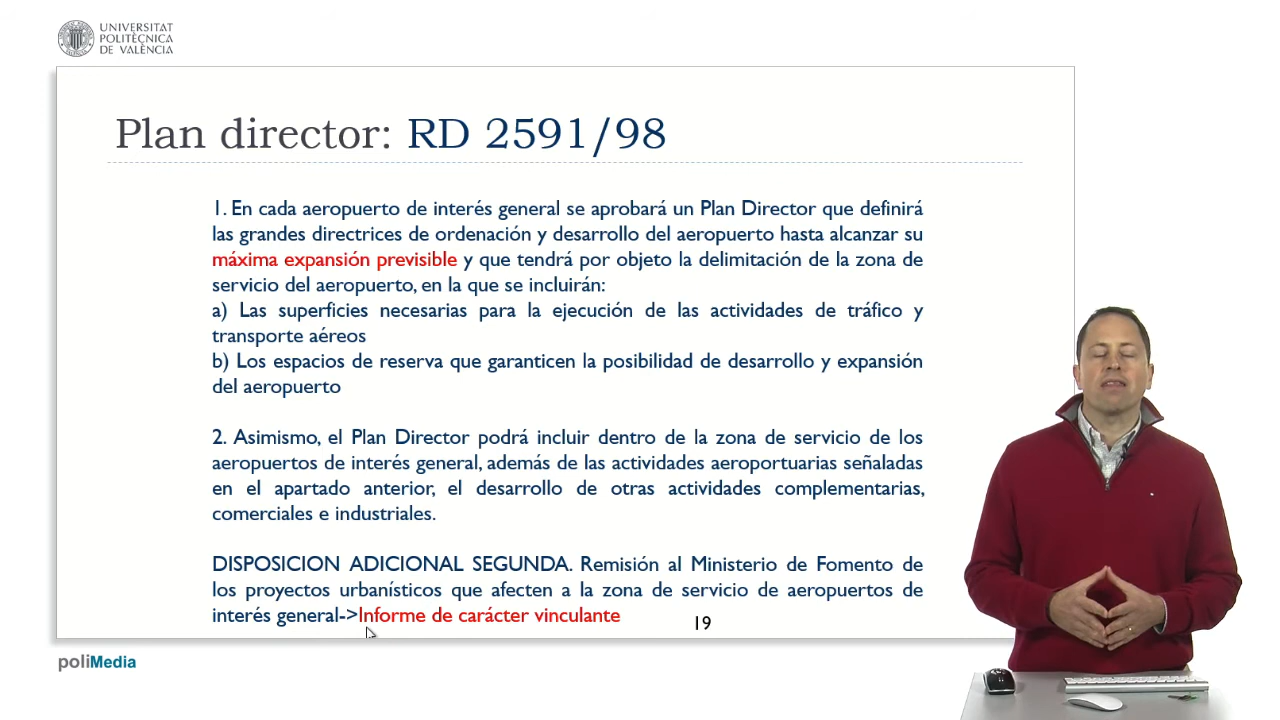 UNIVERSITAT
POLITÈCNICA
DE VALÈNCIA
Plan director: RD 2591/98
1. En cada aeropuerto de interés general se aprobará un Plan Director que definirá
las grandes directrices de ordenación y desarrollo del aeropuerto hasta alcanzar su
máxima expansión previsible y que tendrá por objeto la delimitación de la zona de
servicio del aeropuerto, en la que se incluirán:
a) Las superficies necesarias para la ejecución de las actividades de tráfico y
transporte aéreos
b) Los espacios de reserva que garanticen la posibilidad de desarrollo y expansión
del aeropuerto
2. Asimismo, el Plan Director podrá incluir dentro de la zona de servicio de los
aeropuertos de interés general, además de las actividades aeroportuarias señaladas
en el apartado anterior, el desarrollo de otras actividades complementarias,
comerciales e industriales.
DISPOSICION ADICIONAL SEGUNDA. Remisión al Ministerio de Fomento de
los proyectos urbanísticos que afecten a la zona de servicio de aeropuertos de
interés general->Informe de carácter vinculante
19
poliMedia